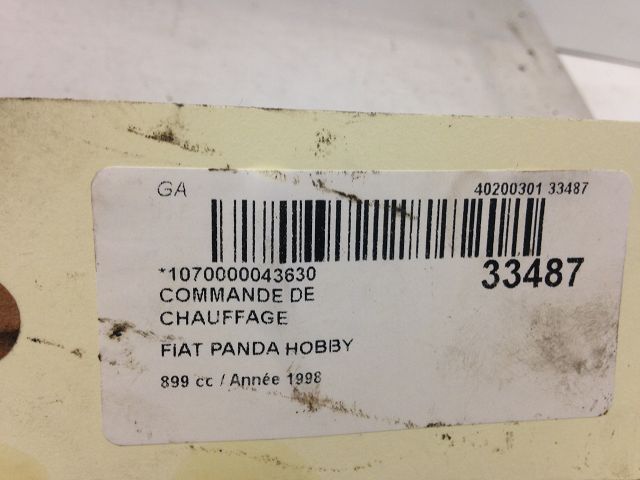 GA
40200301 33487
*1070000043630
33487
COMMANDE DE
CHAUFFAGE
FIAT PANDA HOBBY
899 cc / Année 1998